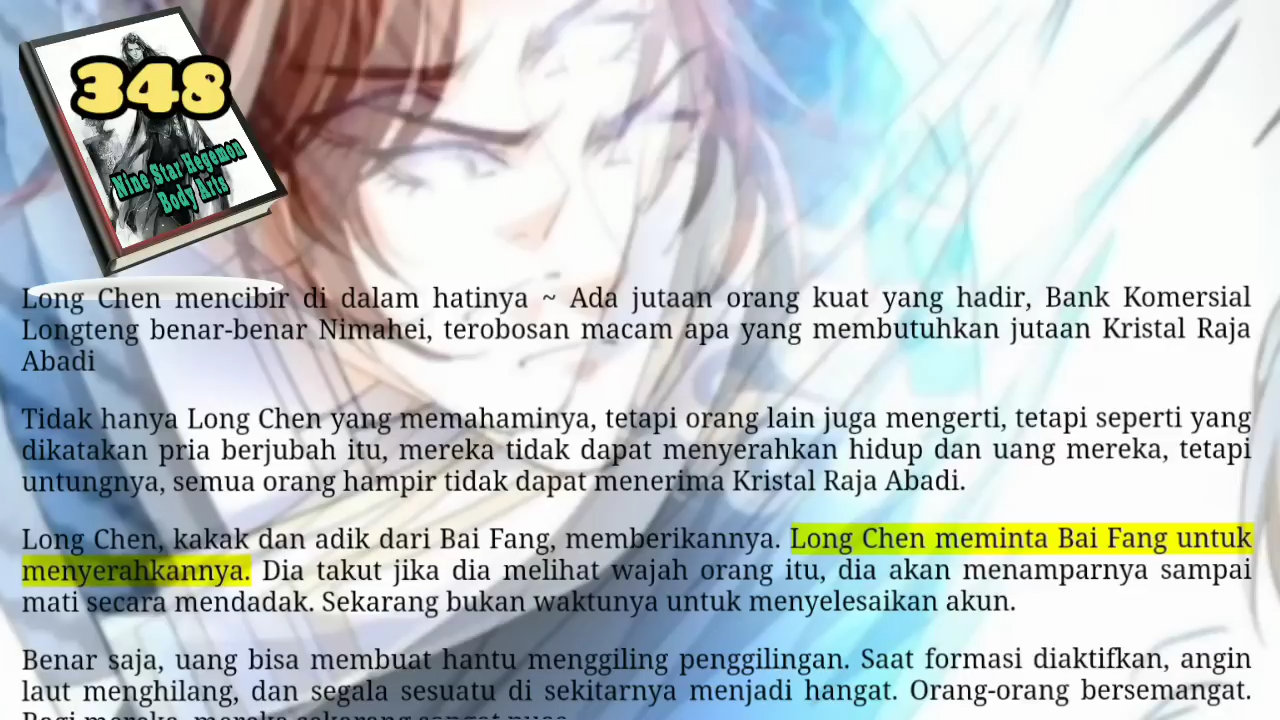 348
Nine Star Hegemon
Body Arts
Long Chen mencibir di dalam hatinya ~ Ada jutaan orang kuat yang hadir, Bank Komersial
Longteng benar-benar Nimahei, terobosan macam apa yang membutuhkan jutaan Kristal Raja
Abadi
Tidak hanya Long Chen yang memahaminya, tetapi orang lain juga mengerti, tetapi seperti yang
dikatakan pria berjubah itu, mereka tidak dapat menyerahkan hidup dan uang mereka, tetapi
untungnya, semua orang hampir tidak dapat menerima Kristal Raja Abadi.
Long Chen, kakak dan adik dari Bai Fang, memberikannya. Long Chen meminta Bai Fang untuk
menyerahkannya. Dia takut jika dia melihat wajah orang itu, dia akan menamparnya sampai
mati secara mendadak. Sekarang bukan waktunya untuk menyelesaikan akun.
Benar saja, uang bisa membuat hantu menggiling penggilingan. Saat formasi diaktifkan, angin
laut menghilang, dan segala sesuatu di sekitarnya menjadi hangat. Orang-orang bersemangat.